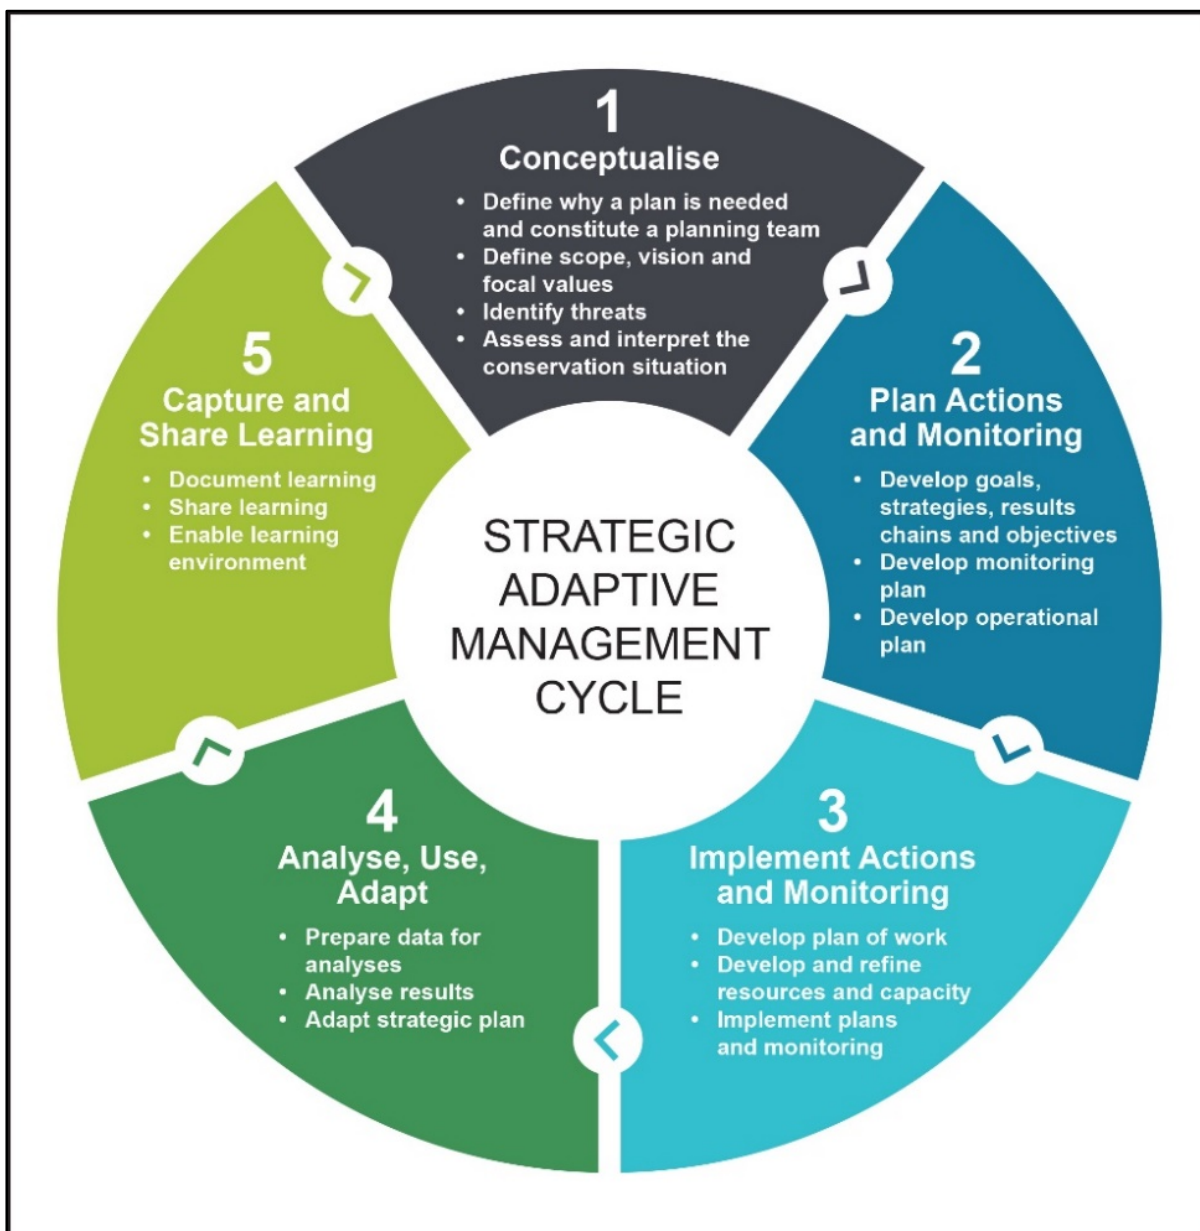 1
Conceptualise
• Define why a plan is needed
and constitute a planning team
• Define scope, vision and
focal values
• Identify threats
• Assess and interpret the
conservation situation
2
Plan Actions
and Monitoring
• Develop goals,
strategies, results
chains and objectives
• Develop monitoring
plan
• Develop operational
plan
3
Implement Actions
and Monitoring
• Develop plan of work
• Develop and refine
resources and capacity
• Implement plans
and monitoring
4
Analyse, Use,
Adapt
• Prepare data for
analyses
• Analyse results
• Adapt strategic plan
5
Capture and
Share Learning
• Document learning
• Share learning
• Enable learning
environment
STRATEGIC
ADAPTIVE
MANAGEMENT
CYCLE